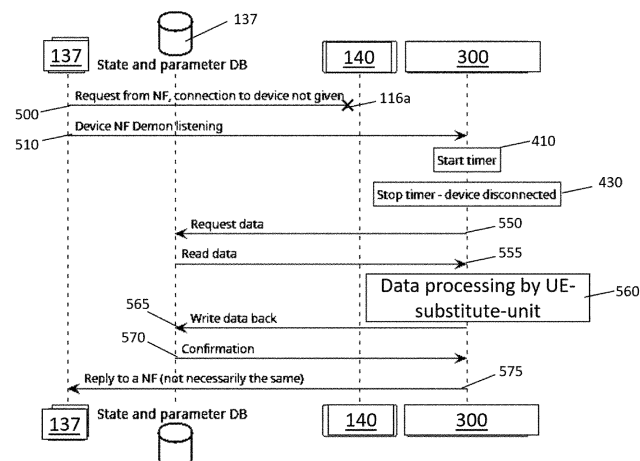 137
137
State and parameter DB
140
300
Request from NF, connection to device not given
500
116a
Device NF Demon listening
510
Start timer
410
Stop timer - device disconnected
430
Request data
550
Read data
555
Data processing by UE-
substitute-unit
560
565
Write data back
570
Confirmation
Reply to a NF (not necessarily the same)
575
137
State and parameter DB
140
300